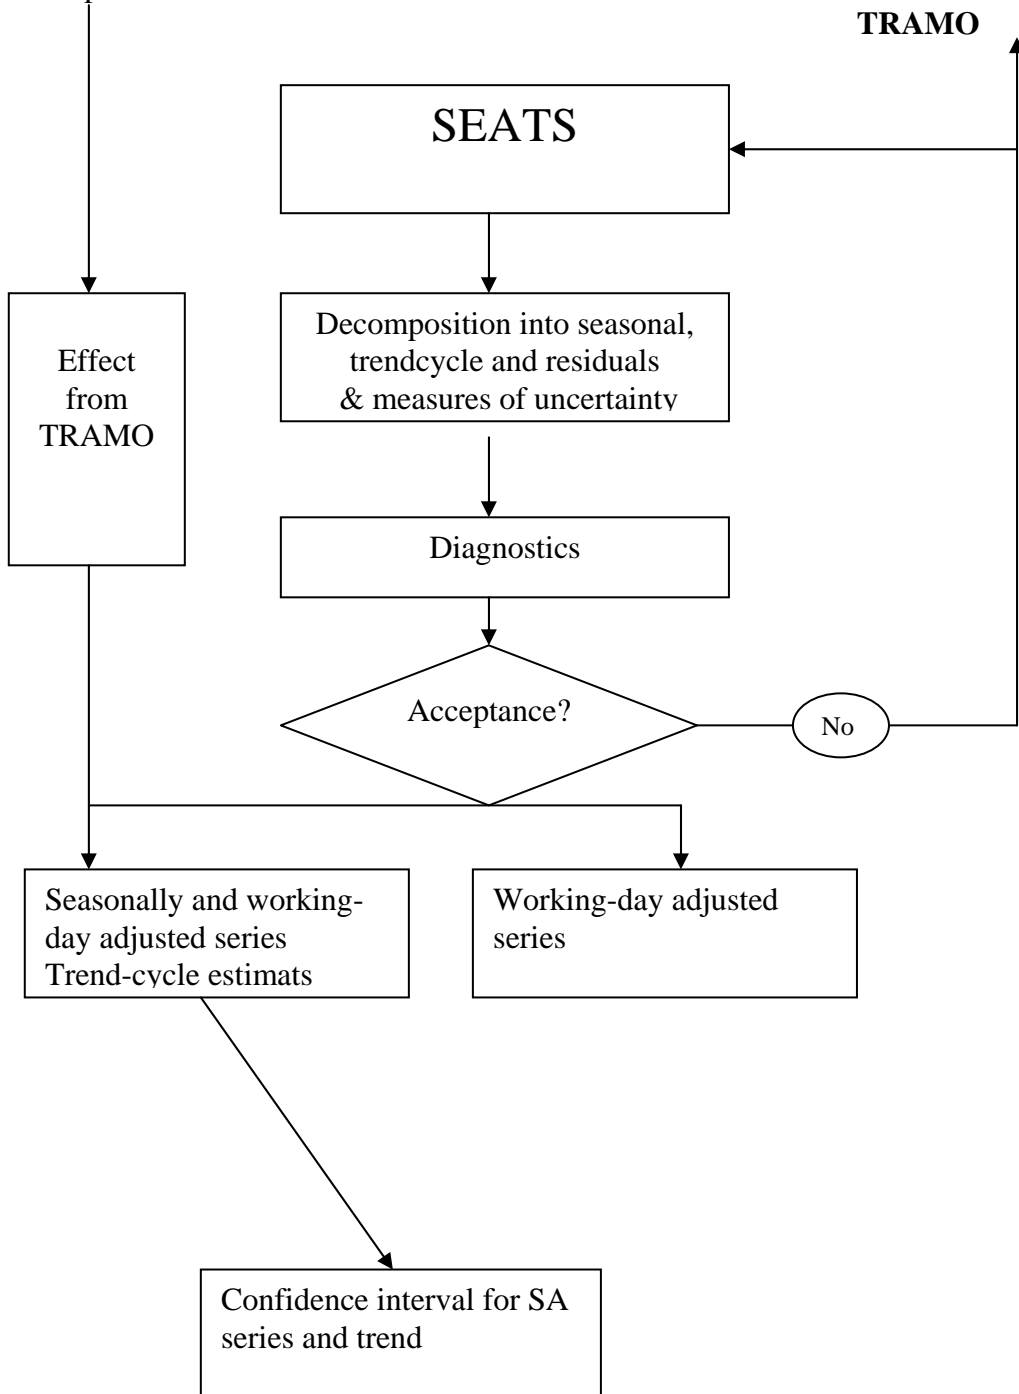 TRAMO
SEATS
Decomposition into seasonal,
trendcycle and residuals
& measures of uncertainty
Effect
from
TRAMO
Diagnostics
Acceptance?
No
Seasonally and working-
day adjusted series
Trend-cycle estimats
Working-day adjusted
series
Confidence interval for SA
series and trend